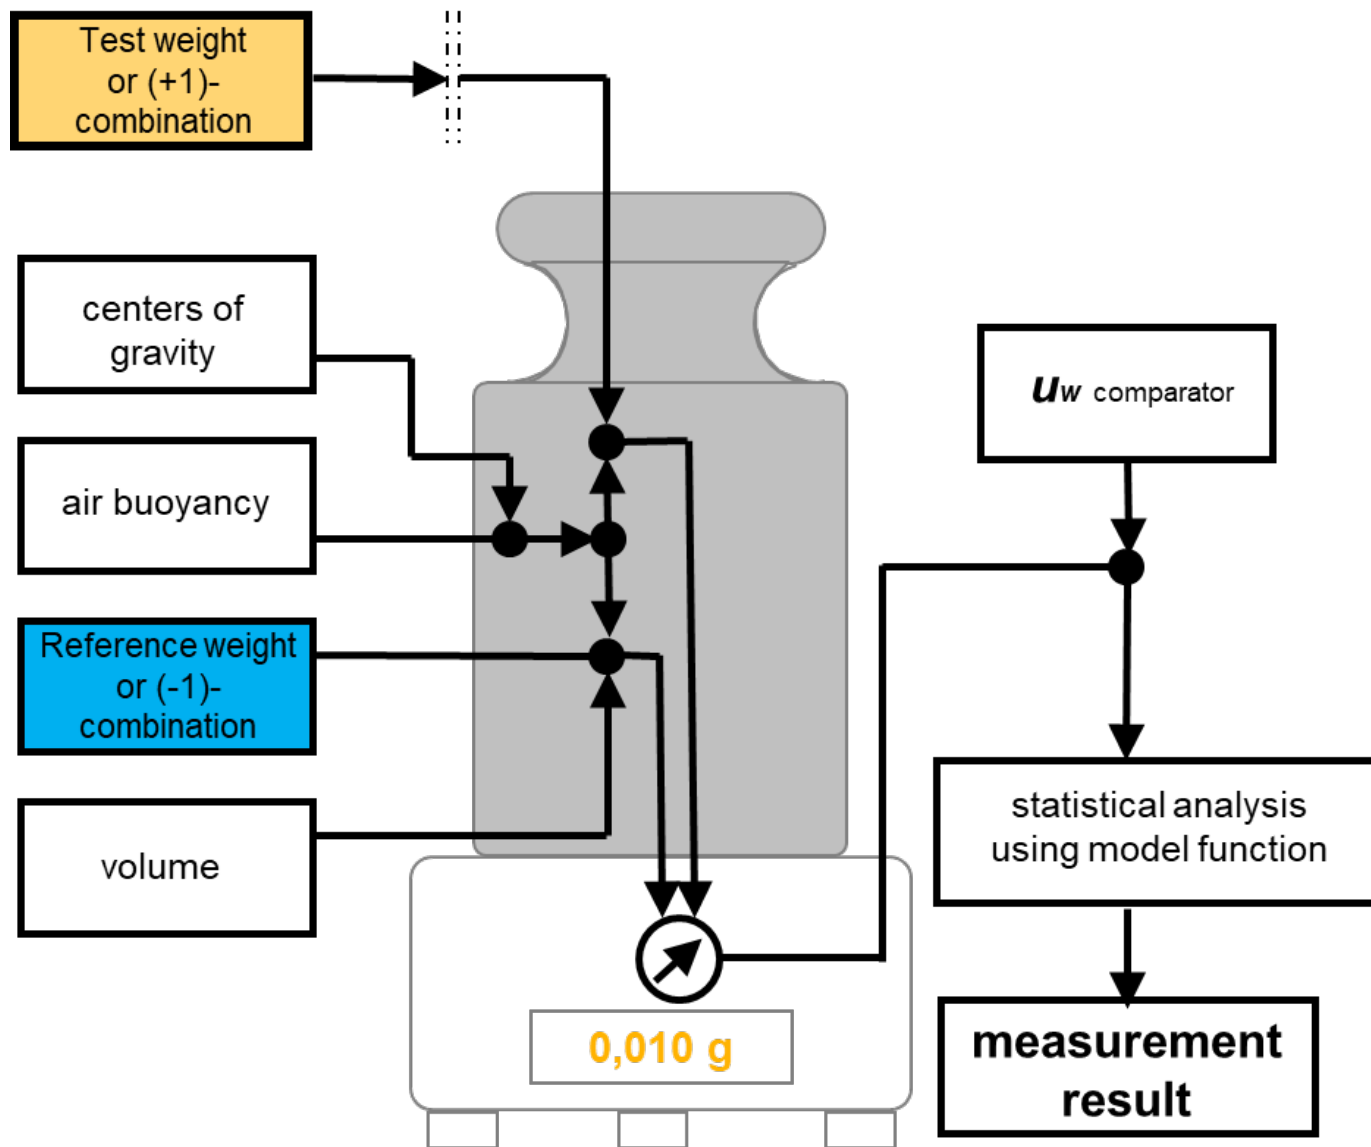 Test weight
or (+1)-
combination
centers of
gravity
air buoyancy
Reference weight
or (-1)-
combination
volume
0,010 g
uw comparator
statistical analysis
using model function
measurement
result